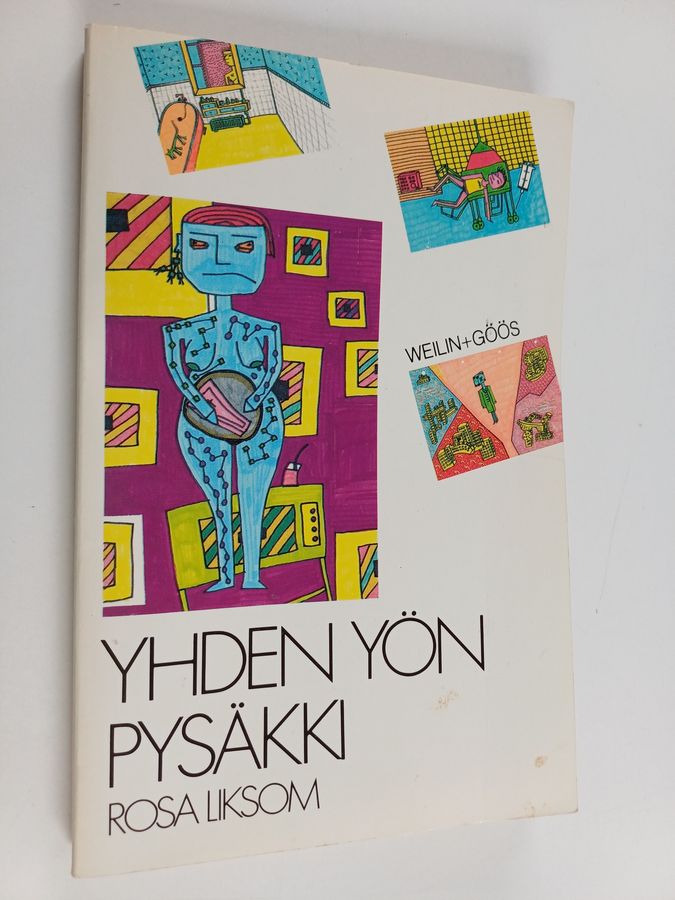 WEILIN+GÖÖS
YHDEN YÖN
PYSÄKKI
ROSA LIKSOM